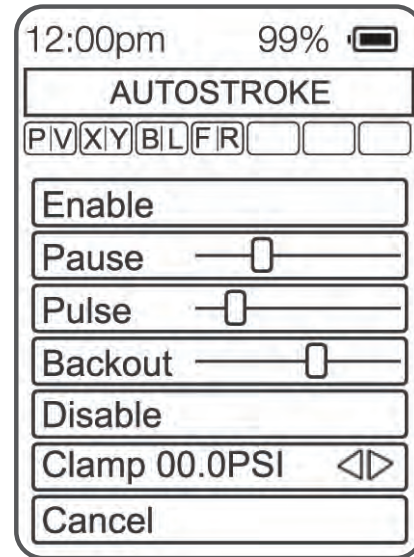 12:00pm 99%
AUTOSTROKE
P|V X|Y B|L F|R
Enable
Pause
Pulse
Backout
Disable
Clamp 00.0PSI
Cancel